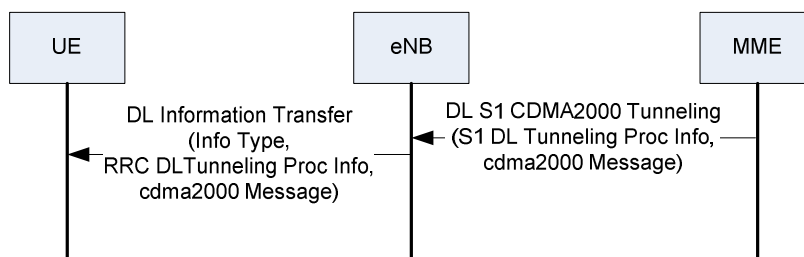 UE
eNB
MME
DL Information Transfer
(Info Type,
RRC DLTunneling Proc Info,
cdma2000 Message)
DL S1 CDMA2000 Tunneling
(S1 DL Tunneling Proc Info,
cdma2000 Message)